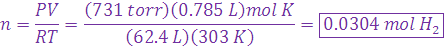 n = PV/RT = (731 torr)(0.785 L)mol K / (62.4 L)(303 K) = 0.0304 mol H₂